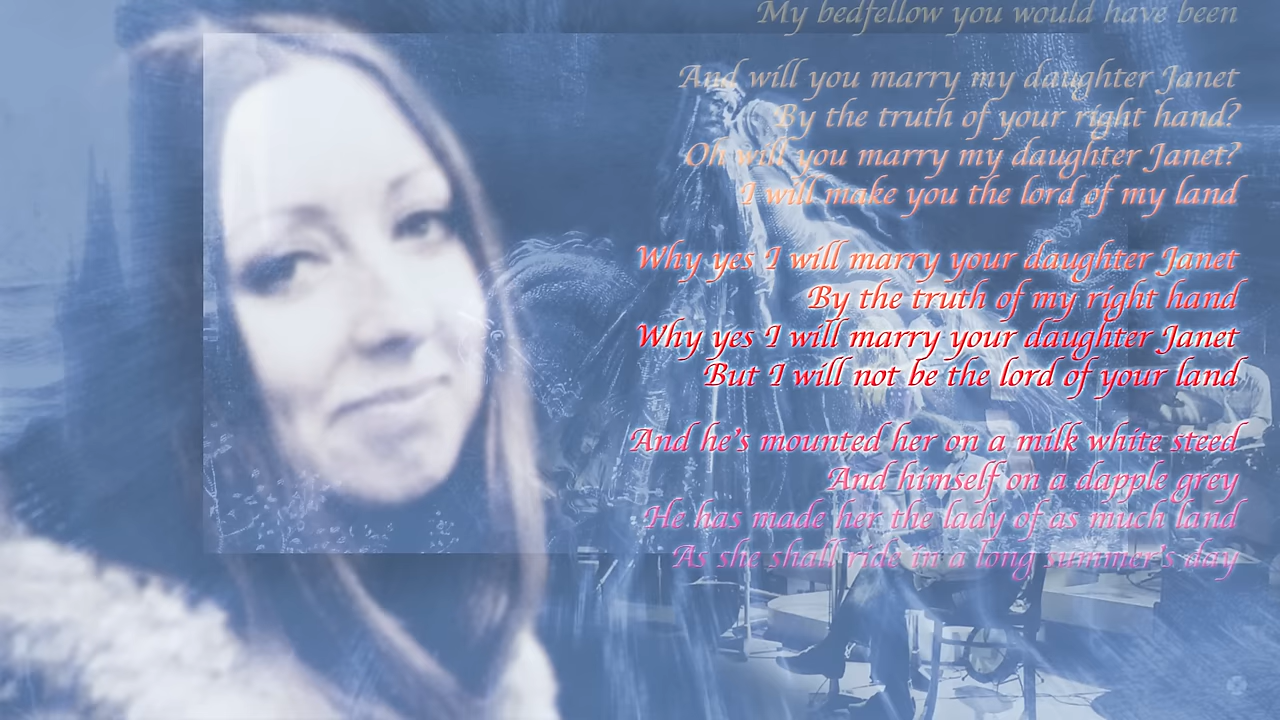 My bedfellow you would have been
And will you marry my daughter Janet
By the truth of your right hand?
Oh will you marry my daughter Janet?
I will make you the lord of my land
Why yes I will marry your daughter Janet
By the truth of my right hand
Why yes I will marry your daughter Janet
But I will not be the lord of your land
And he's mounted her on a milk white steed
And himself on a dapple grey
He has made her the lady of as much land
As she shall ride in a long summer's day